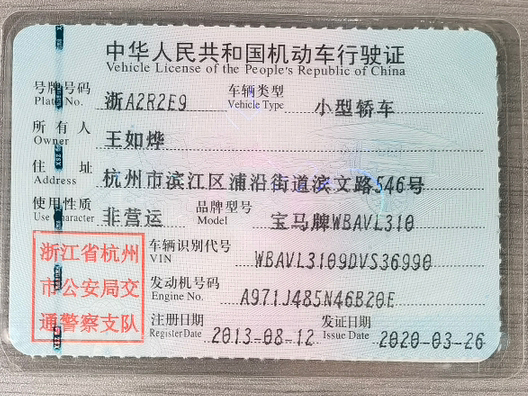 中华人民共和国机动车行驶证
Vehicle License of the People's Republic of China
号牌号码 浙A2R2E9 车辆类型 小型轿车
Plate No. Vehicle Type
所有人 王如烨
Owner
住址 杭州市滨江区浦沿街道滨文路546号
Address
使用性质 非营运 品牌型号 宝马牌WBAVL310
Use Character Model
浙江省杭州
市公安局交
通警察支队
车辆识别代号 WBAVL3109DVS36990
VIN
发动机号码 A971J485N46B20E
Engine No.
注册日期 2013-08-12 发证日期 2020-03-26
Register Date Issue Date